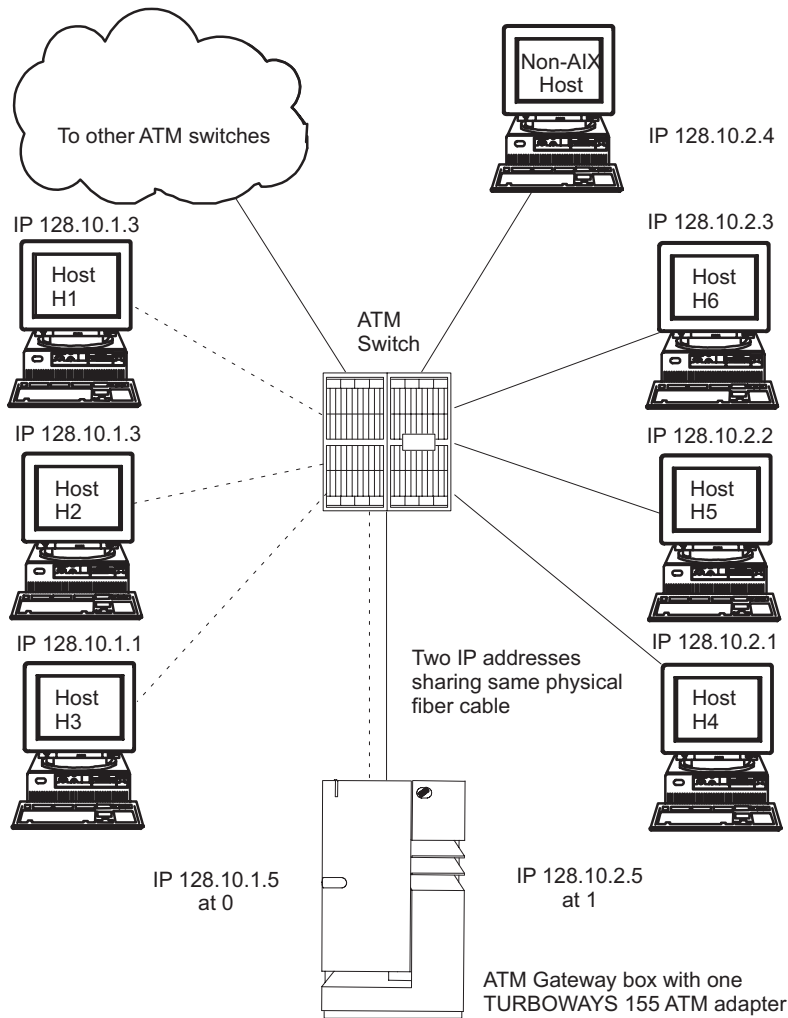 Non-AIX
Host
To other ATM switches
IP 128.10.2.4
IP 128.10.1.3
IP 128.10.2.3
Host
H1
Host
H6
ATM
Switch
IP 128.10.1.3
IP 128.10.2.2
Host
H2
Host
H5
IP 128.10.1.1
IP 128.10.2.1
Two IP addresses
sharing same physical
fiber cable
Host
H3
Host
H4
IP 128.10.1.5
at 0
IP 128.10.2.5
at 1
ATM Gateway box with one
TURBOWAYS 155 ATM adapter